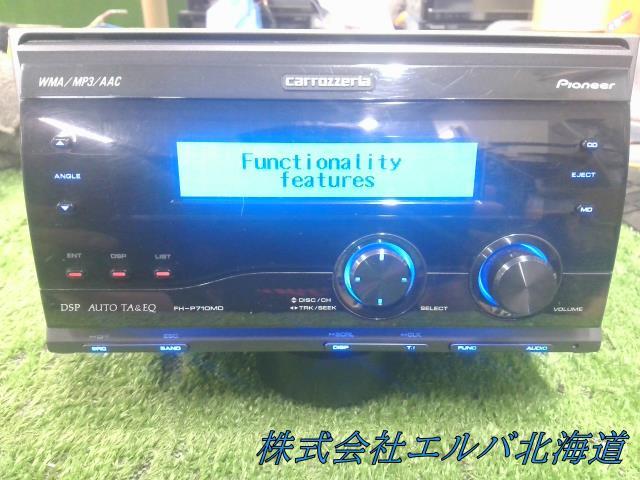 WMA/MP3/AAC
carrozzeria
Pioneer
Functionality
features
ANGLE
CD
EJECT
MD
ENT DSP LIST
DISC/CH
TRK/SEEK
SELECT
VOLUME
DSP AUTO TA&EQ
FH-P710MD
ESC
SRC
BAND
DISP
T.I
FUNC
AUDIO
株式会社エルバ北海道